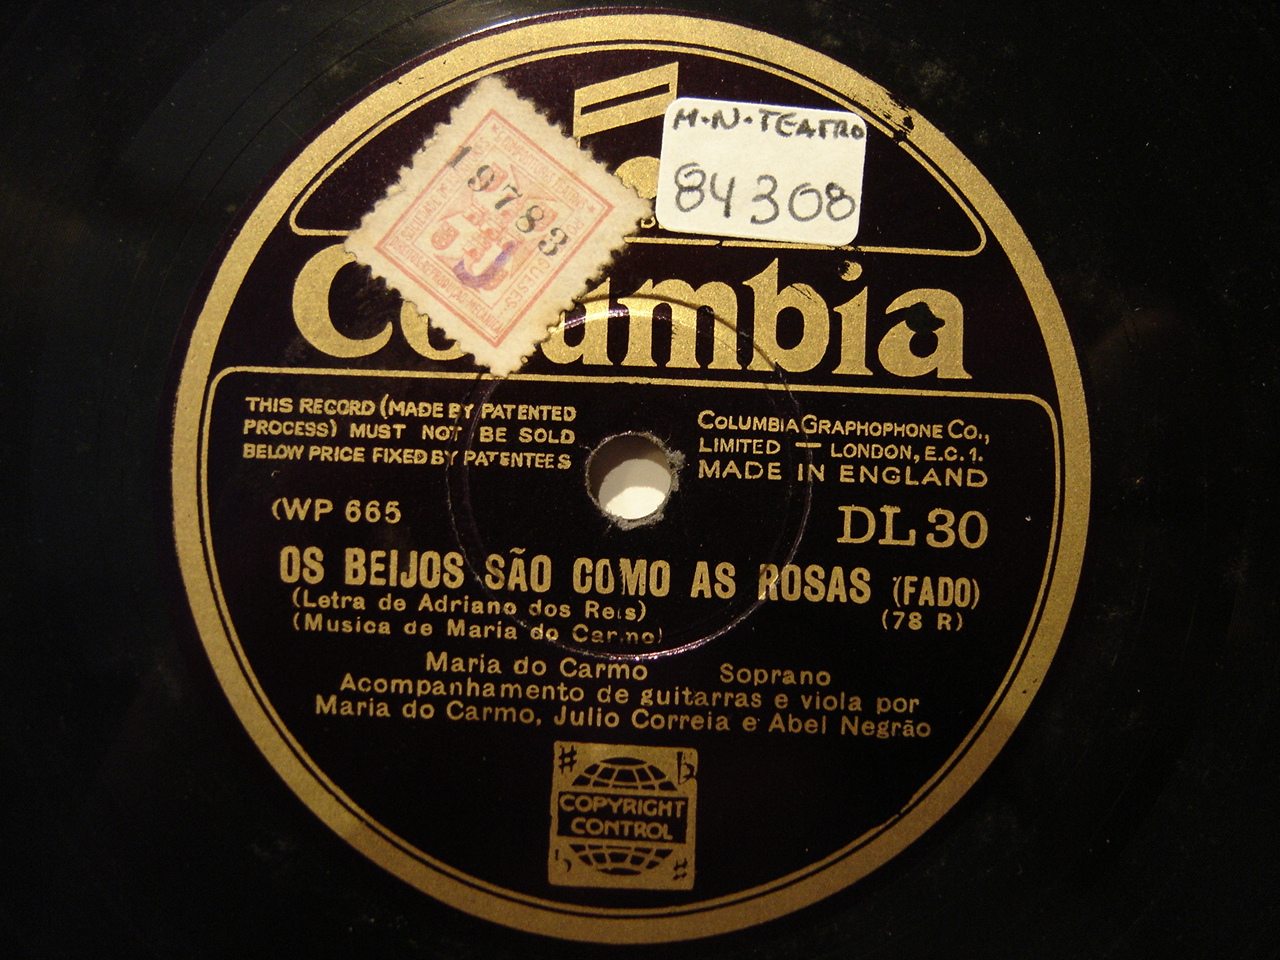 M.N.TEATRO
84308
19783
Columbia
THIS RECORD (MADE BY PATENTED
PROCESS) MUST NOT BE SOLD
BELOW PRICE FIXED BY PATENTEES
COLUMBIA GRAPHOPHONE CO.,
LIMITED — LONDON, E.C.1.
MADE IN ENGLAND
(WP 665
DL 30
OS BEIJOS SÃO COMO AS ROSAS (FADO)
(Letra de Adriano dos Reis)
(78 R)
(Musica de Maria do Carmo)
Maria do Carmo Soprano
Acompanhamento de guitarras e viola por
Maria do Carmo, Julio Correia e Abel Negrão
COPYRIGHT
CONTROL